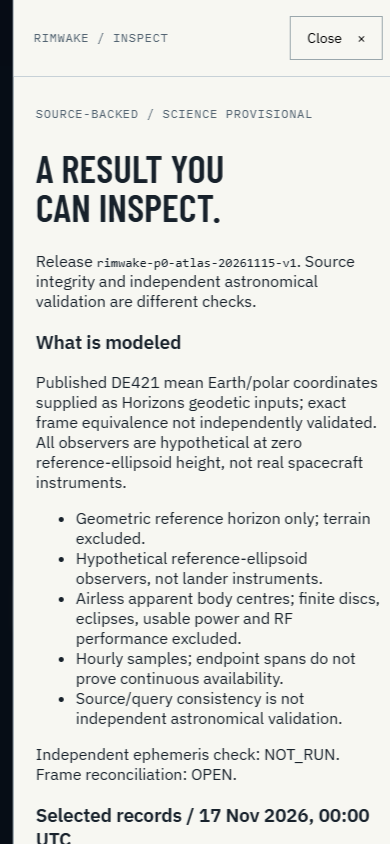 RIMWAKE / INSPECT
Close ×
SOURCE-BACKED / SCIENCE PROVISIONAL
A RESULT YOU
CAN INSPECT.
Release rimwake-p0-atlas-20261115-v1. Source
integrity and independent astronomical
validation are different checks.
What is modeled
Published DE421 mean Earth/polar coordinates
supplied as Horizons geodetic inputs; exact
frame equivalence not independently validated.
All observers are hypothetical at zero
reference-ellipsoid height, not real spacecraft
instruments.
• Geometric reference horizon only; terrain
excluded.
• Hypothetical reference-ellipsoid
observers, not lander instruments.
• Airless apparent body centres; finite discs,
eclipses, usable power and RF
performance excluded.
• Hourly samples; endpoint spans do not
prove continuous availability.
• Source/query consistency is not
independent astronomical validation.
Independent ephemeris check: NOT_RUN.
Frame reconciliation: OPEN.
Selected records / 17 Nov 2026, 00:00
UTC